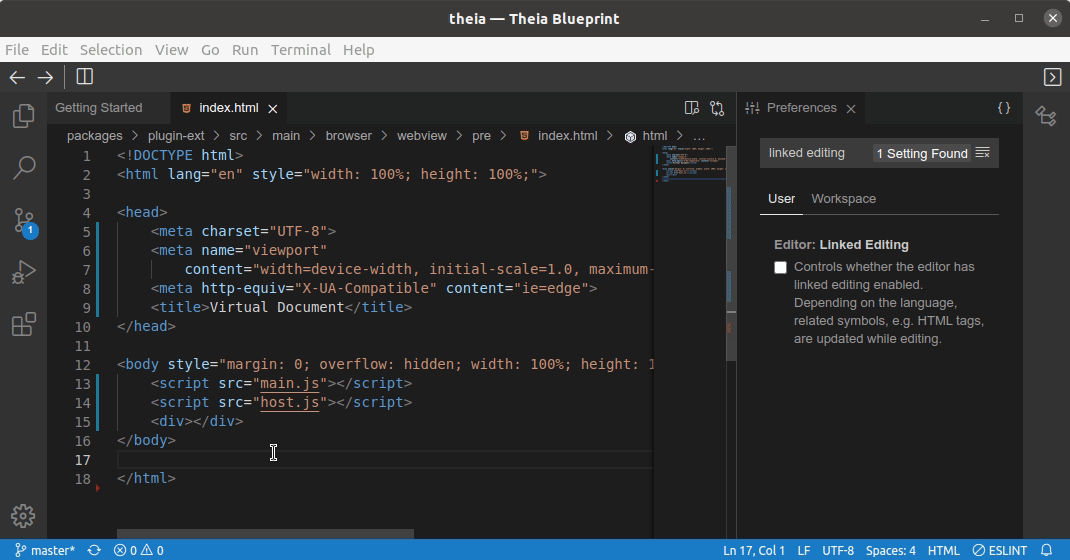 theia — Theia Blueprint
File Edit Selection View Go Run Terminal Help
Getting Started index.html
packages > plugin-ext > src > main > browser > webview > pre > index.html > html > …
1 <!DOCTYPE html>
2 <html lang="en" style="width: 100%; height: 100%;">
3
4 <head>
5 <meta charset="UTF-8">
6 <meta name="viewport"
7 content="width=device-width, initial-scale=1.0, maximum-
8 <meta http-equiv="X-UA-Compatible" content="ie=edge">
9 <title>Virtual Document</title>
10 </head>
11
12 <body style="margin: 0; overflow: hidden; width: 100%; height: 1
13 <script src="main.js"></script>
14 <script src="host.js"></script>
15 <div></div>
16 </body>
17
18 </html>
Preferences {}
linked editing 1 Setting Found
User Workspace
Editor: Linked Editing
Controls whether the editor has
linked editing enabled.
Depending on the language,
related symbols, e.g. HTML tags,
are updated while editing.
1
master* 0 0 Ln 17, Col 1 LF UTF-8 Spaces: 4 HTML ESLINT